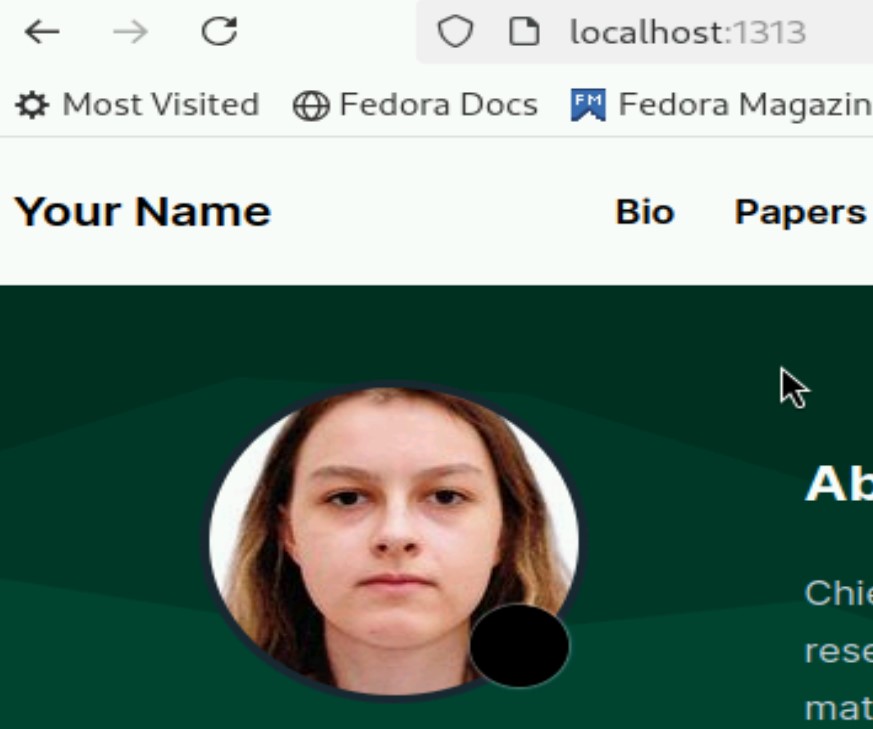 localhost:1313
Most Visited Fedora Docs FM Fedora Magazin
Your Name Bio Papers
Ab
Chie
rese
mat